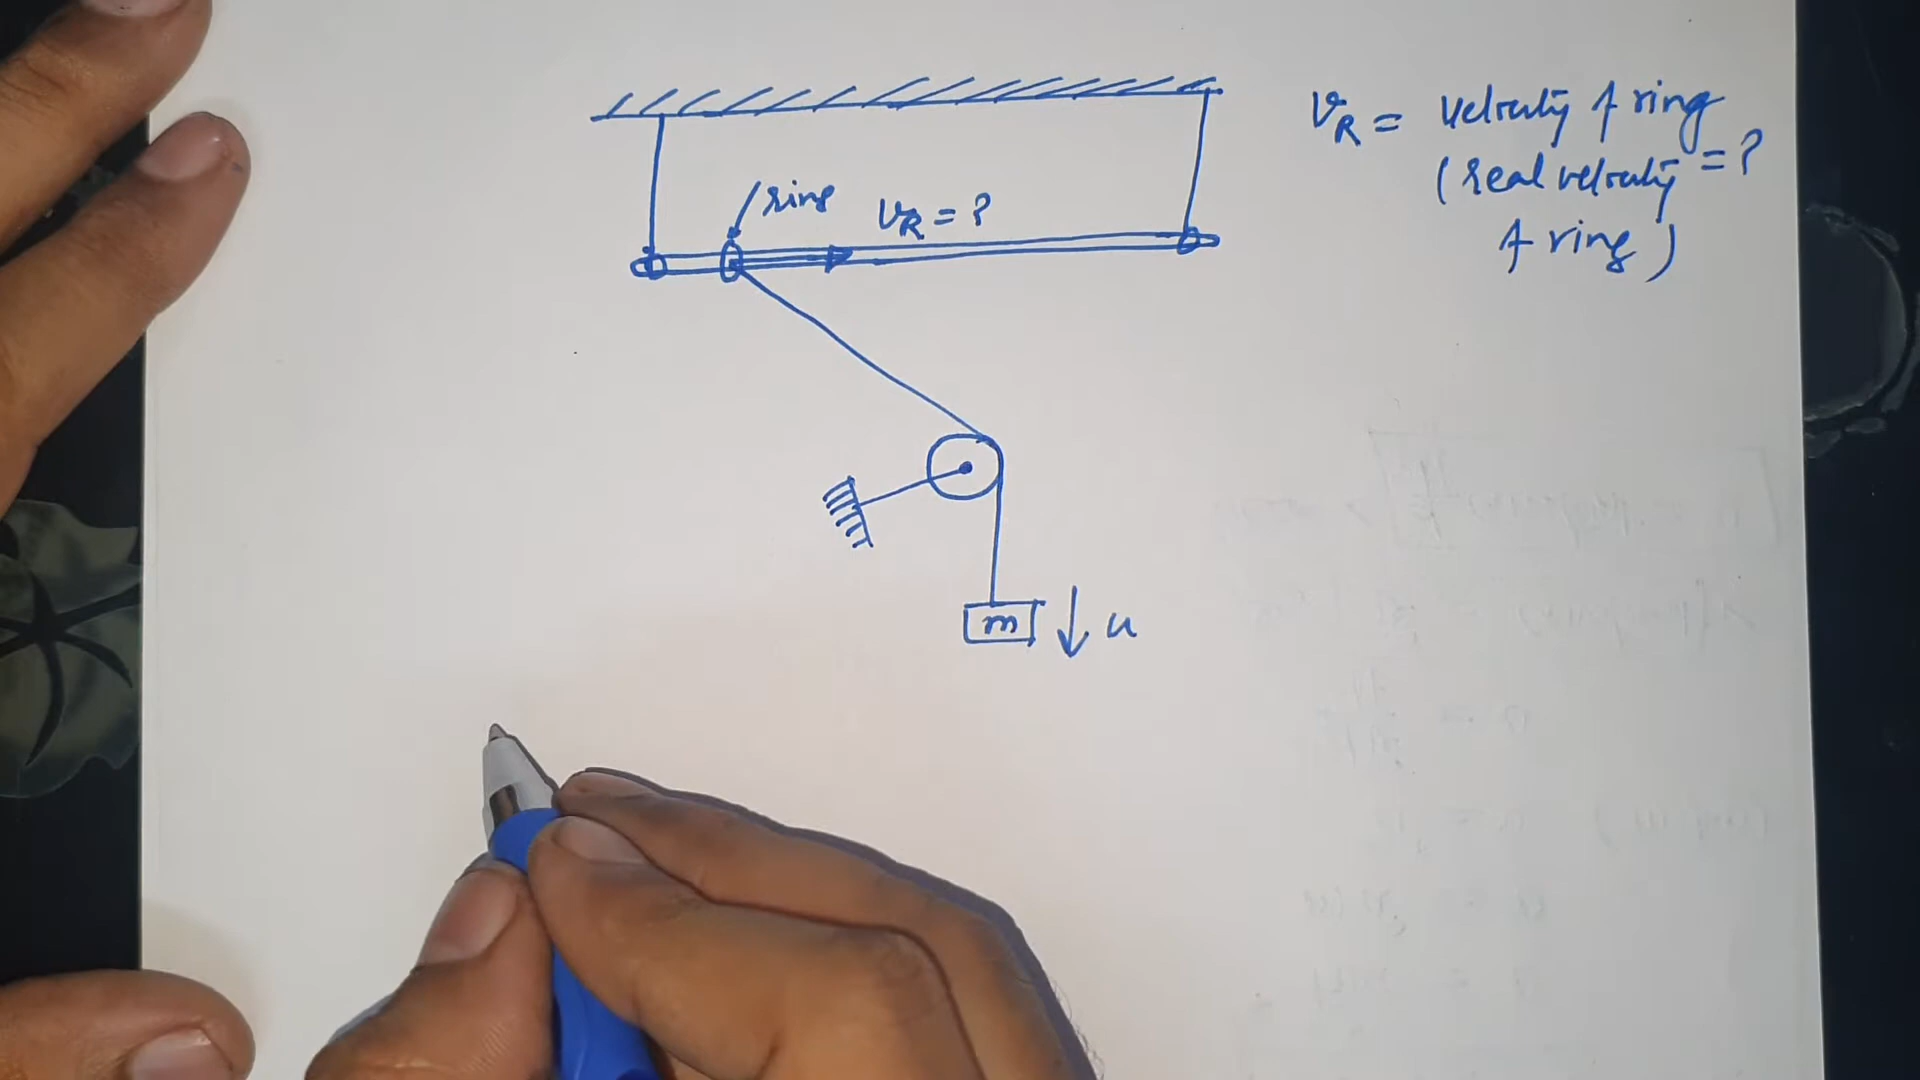 ring
VR = ?
VR = velocity of ring
(real velocity = ?
of ring)
m
u